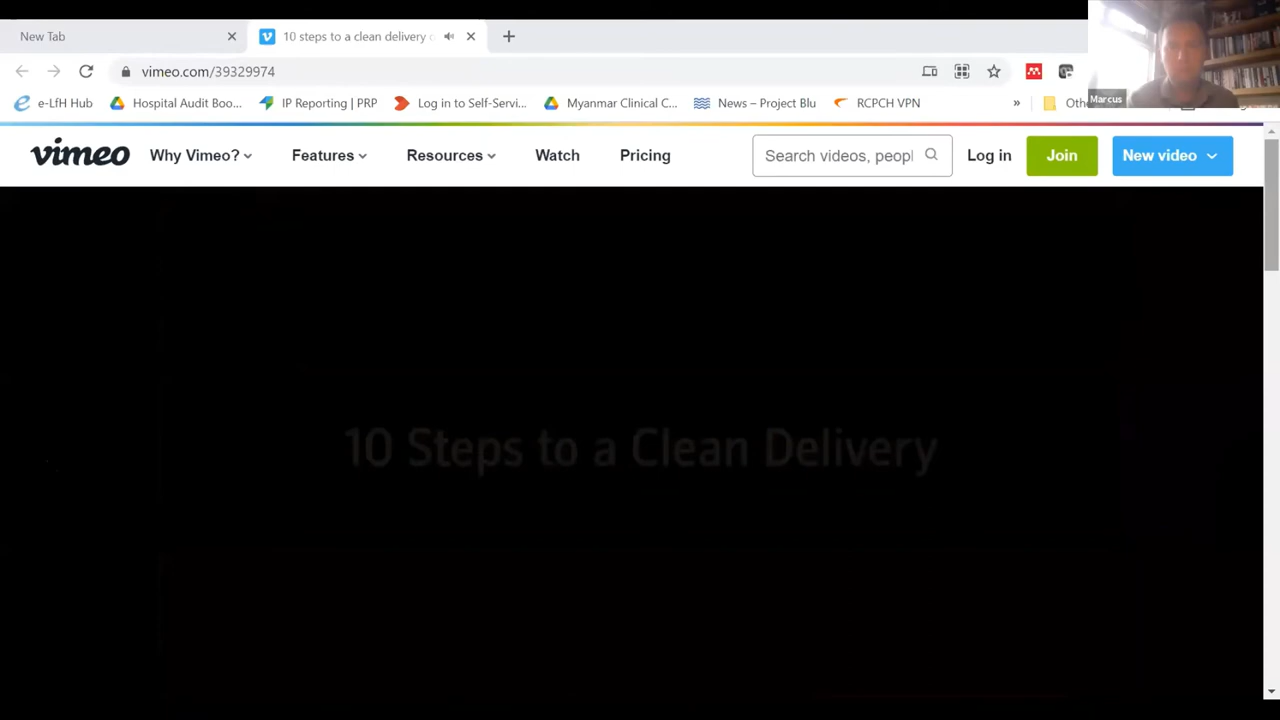 New Tab
10 steps to a clean delivery
vimeo.com/39329974
e-LfH Hub
Hospital Audit Boo...
IP Reporting | PRP
Log in to Self-Servi...
Myanmar Clinical C...
News – Project Blu
RCPCH VPN
»
Marcus
vimeo
Why Vimeo?
Features
Resources
Watch
Pricing
Search videos, peopl
Log in
Join
New video
10 Steps to a Clean Delivery